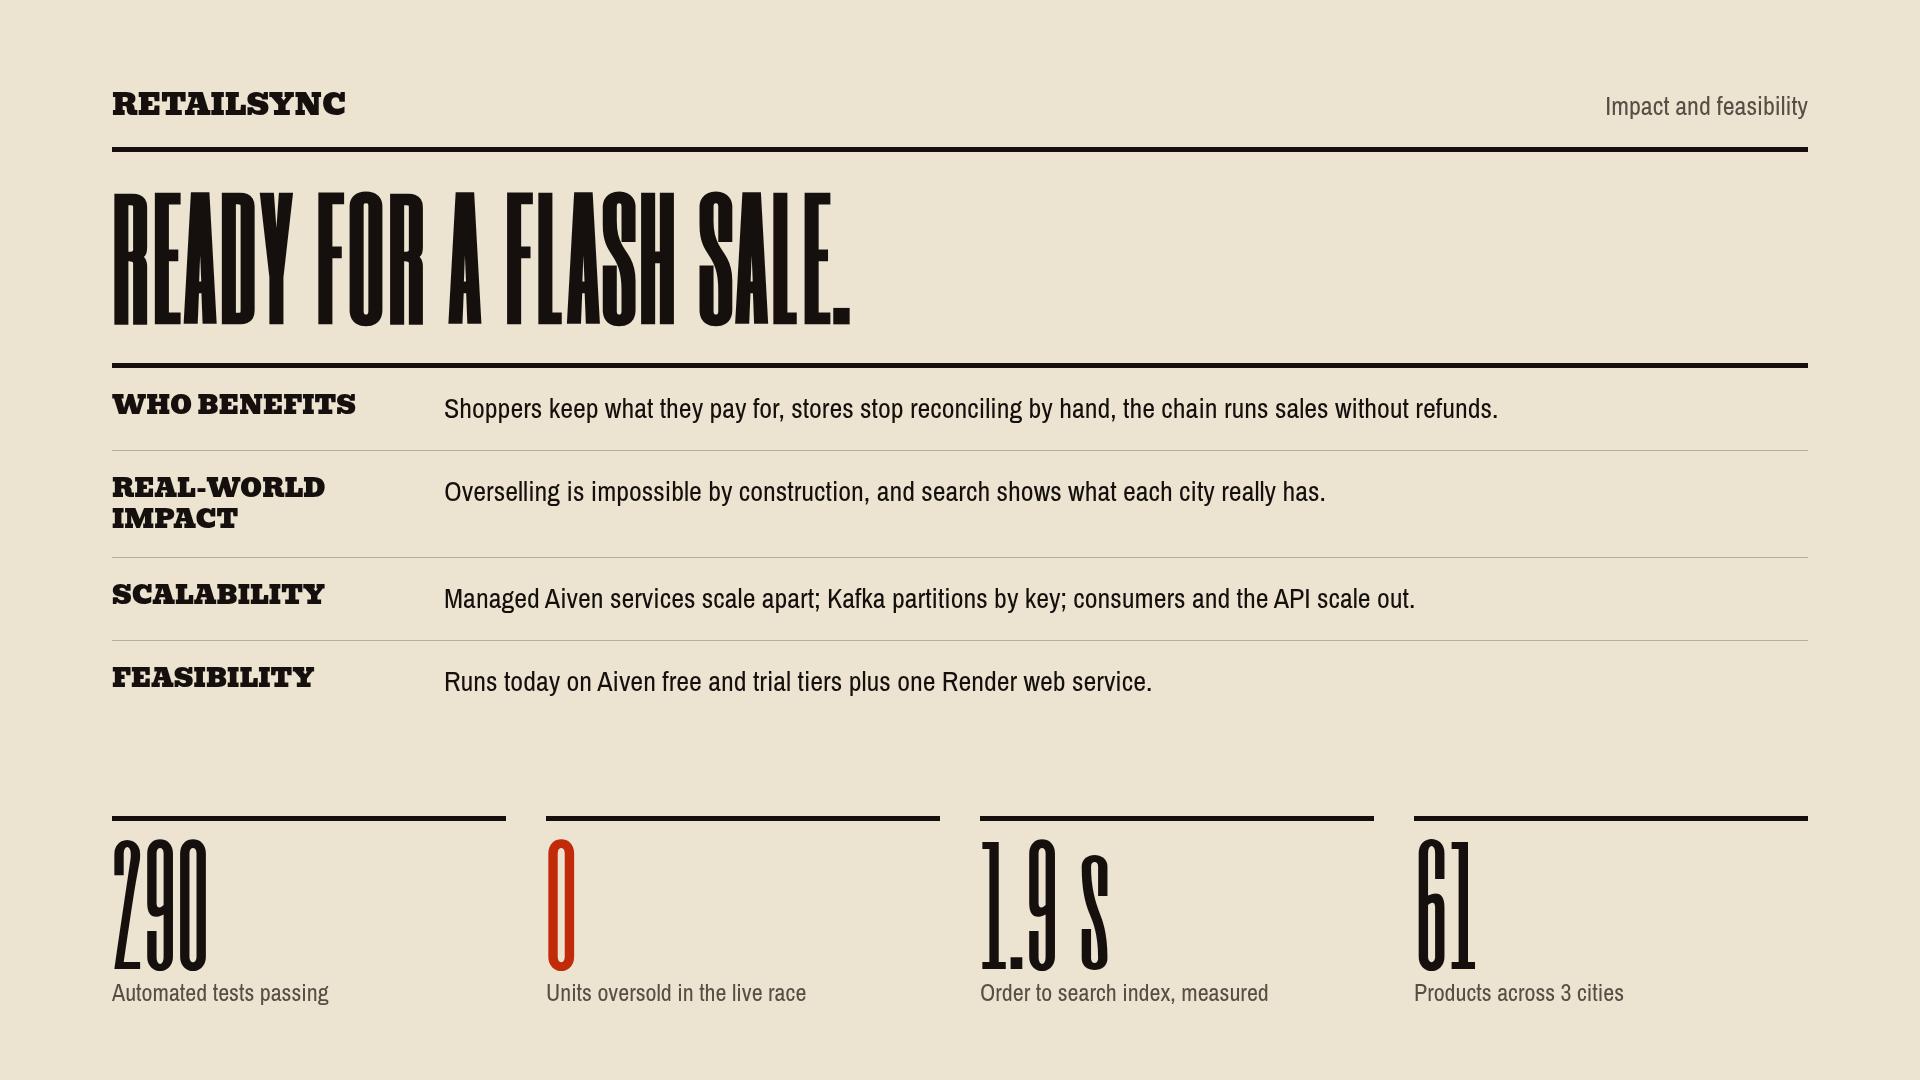 RETAILSYNC
Impact and feasibility
READY FOR A FLASH SALE.
WHO BENEFITS
Shoppers keep what they pay for, stores stop reconciling by hand, the chain runs sales without refunds.
REAL-WORLD
IMPACT
Overselling is impossible by construction, and search shows what each city really has.
SCALABILITY
Managed Aiven services scale apart; Kafka partitions by key; consumers and the API scale out.
FEASIBILITY
Runs today on Aiven free and trial tiers plus one Render web service.
290
Automated tests passing
0
Units oversold in the live race
1.9 s
Order to search index, measured
61
Products across 3 cities